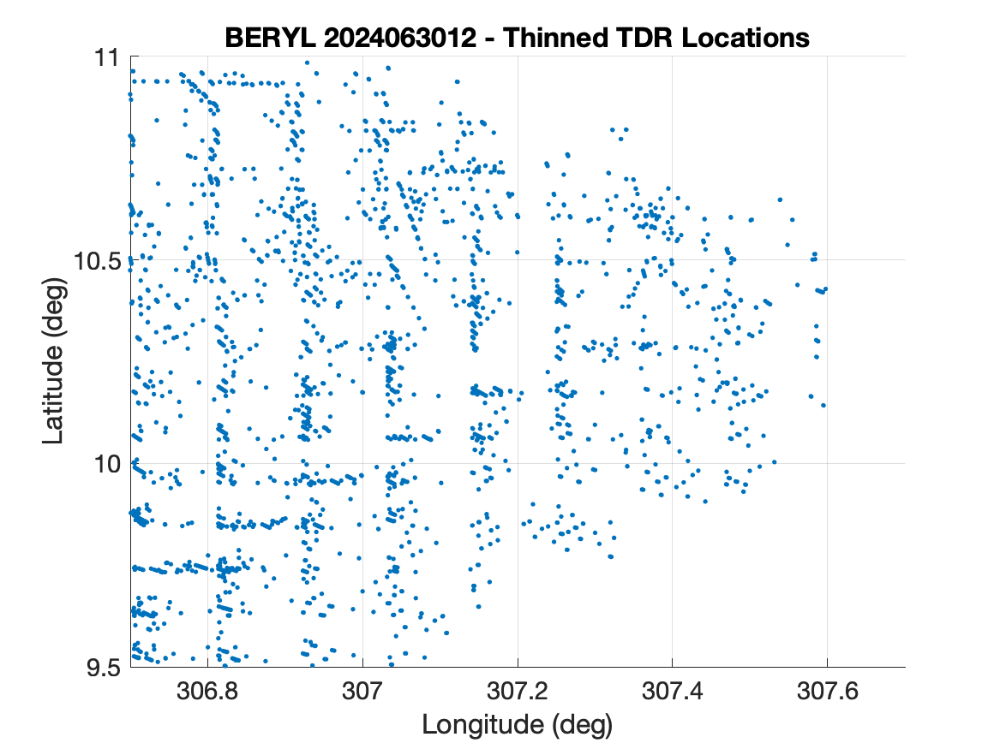 BERYL 2024063012 - Thinned TDR Locations
11
10.5
10
9.5
Latitude (deg)
306.8 307 307.2 307.4 307.6
Longitude (deg)